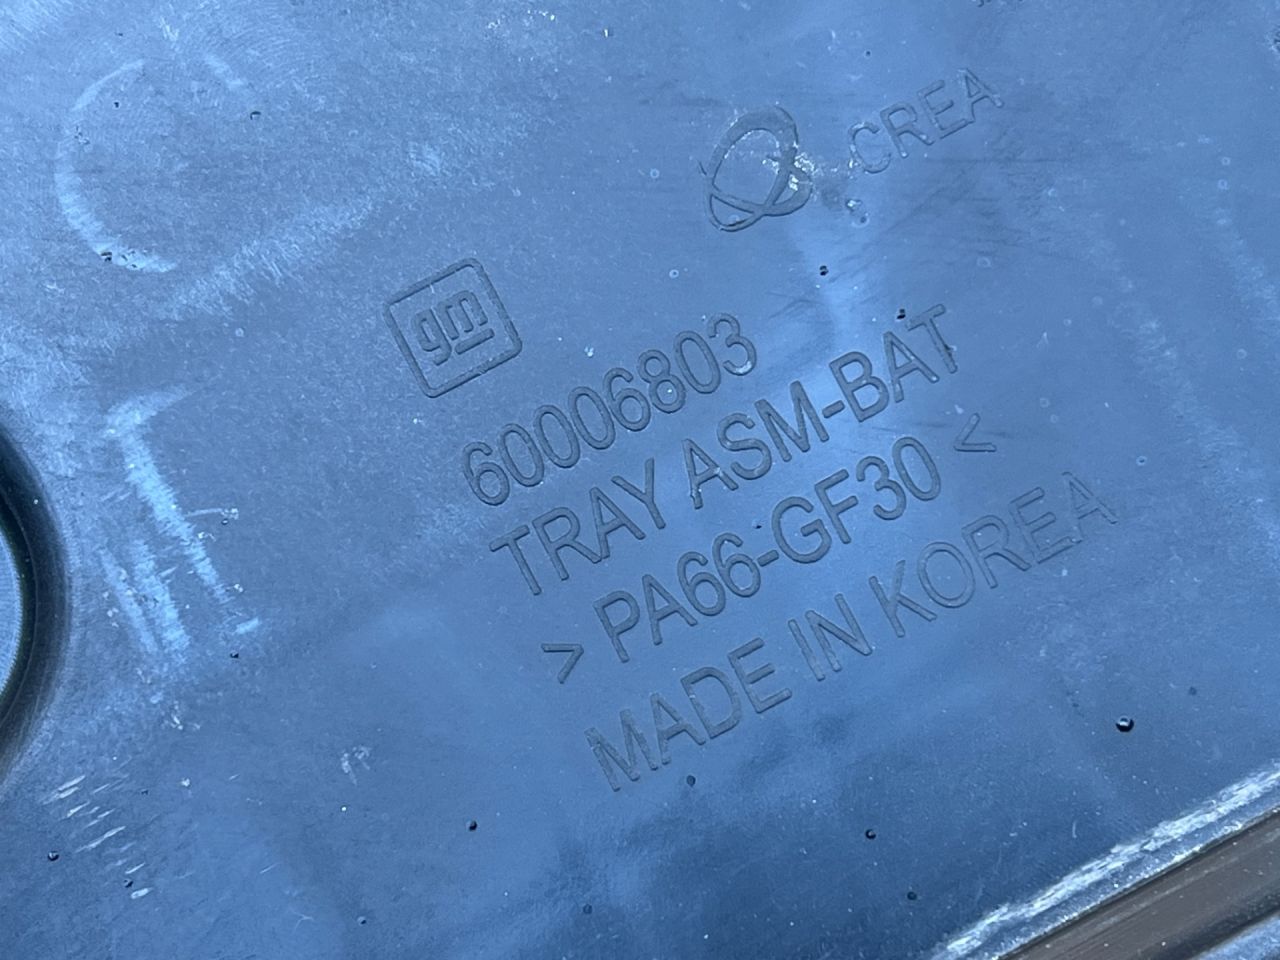 CREA
gm
60006803
TRAY ASM-BAT
> PA66-GF30 <
MADE IN KOREA